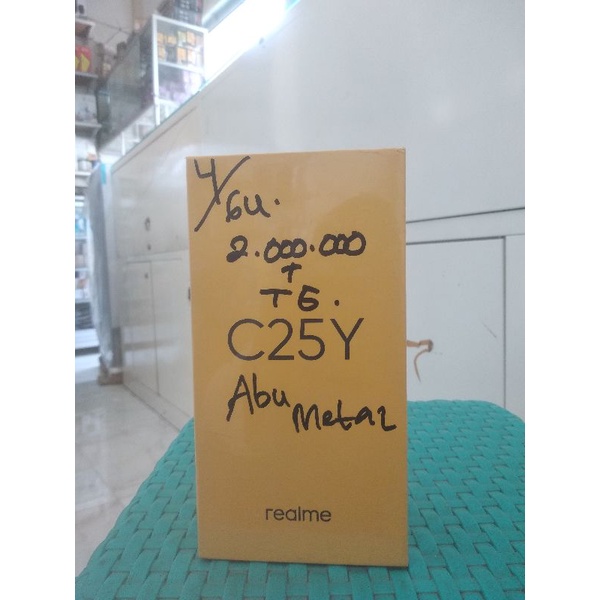 4/64.
2.000.000
+
TG.
C25Y
Abu Metal
realme